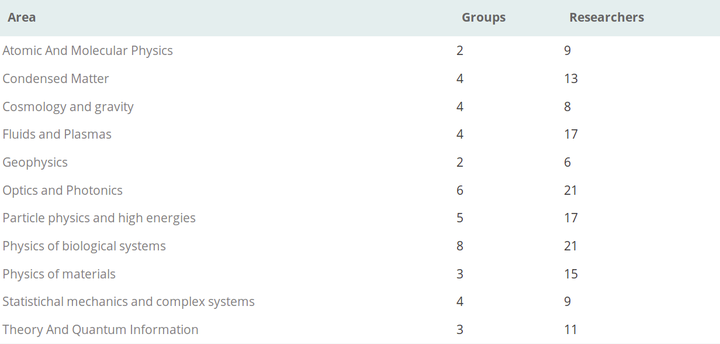 Area Groups Researchers
Atomic And Molecular Physics 2 9
Condensed Matter 4 13
Cosmology and gravity 4 8
Fluids and Plasmas 4 17
Geophysics 2 6
Optics and Photonics 6 21
Particle physics and high energies 5 17
Physics of biological systems 8 21
Physics of materials 3 15
Statistichal mechanics and complex systems 4 9
Theory And Quantum Information 3 11